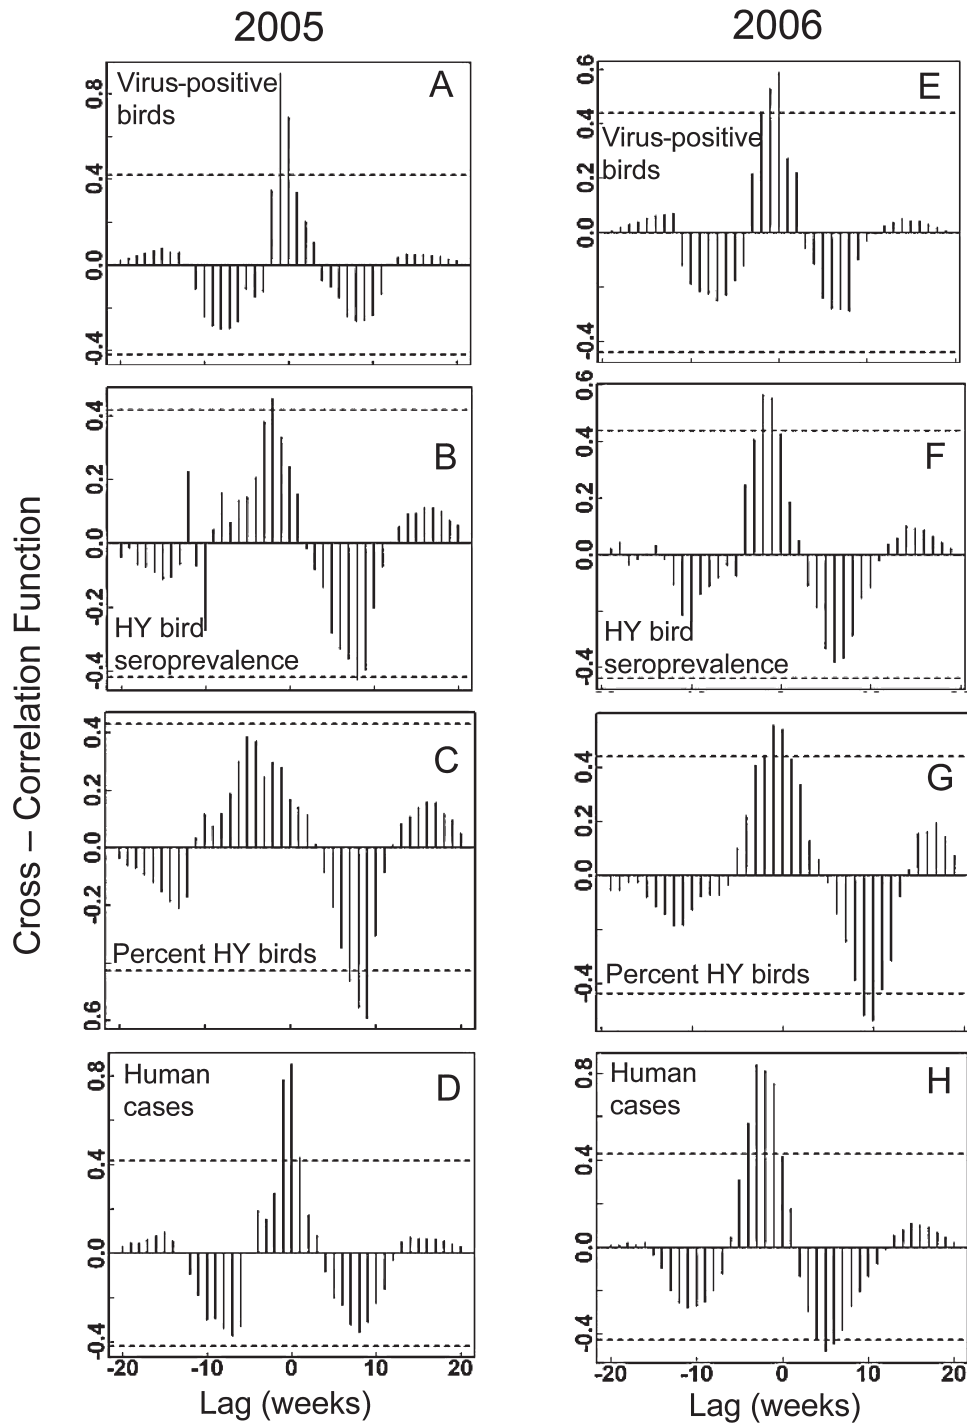 2005
2006
Virus-positive
birds
A
0.8
0.4
0.0
-0.4
Virus-positive
birds
E
0.6
0.4
0.2
0.0
-0.4
HY bird
seroprevalence
B
0.4
0.2
0.0
-0.2
-0.4
HY bird
seroprevalence
F
0.6
0.4
0.2
0.0
-0.4
Percent HY birds
C
0.4
0.2
0.0
-0.2
0.6
Percent HY birds
G
0.4
0.2
0.0
-0.4
Human
cases
D
0.8
0.4
0.0
-0.4
-20
-10
0
10
20
Human
cases
H
0.8
0.4
0.0
-0.4
-20
-10
0
10
20
Cross – Correlation Function
Lag (weeks)
Lag (weeks)